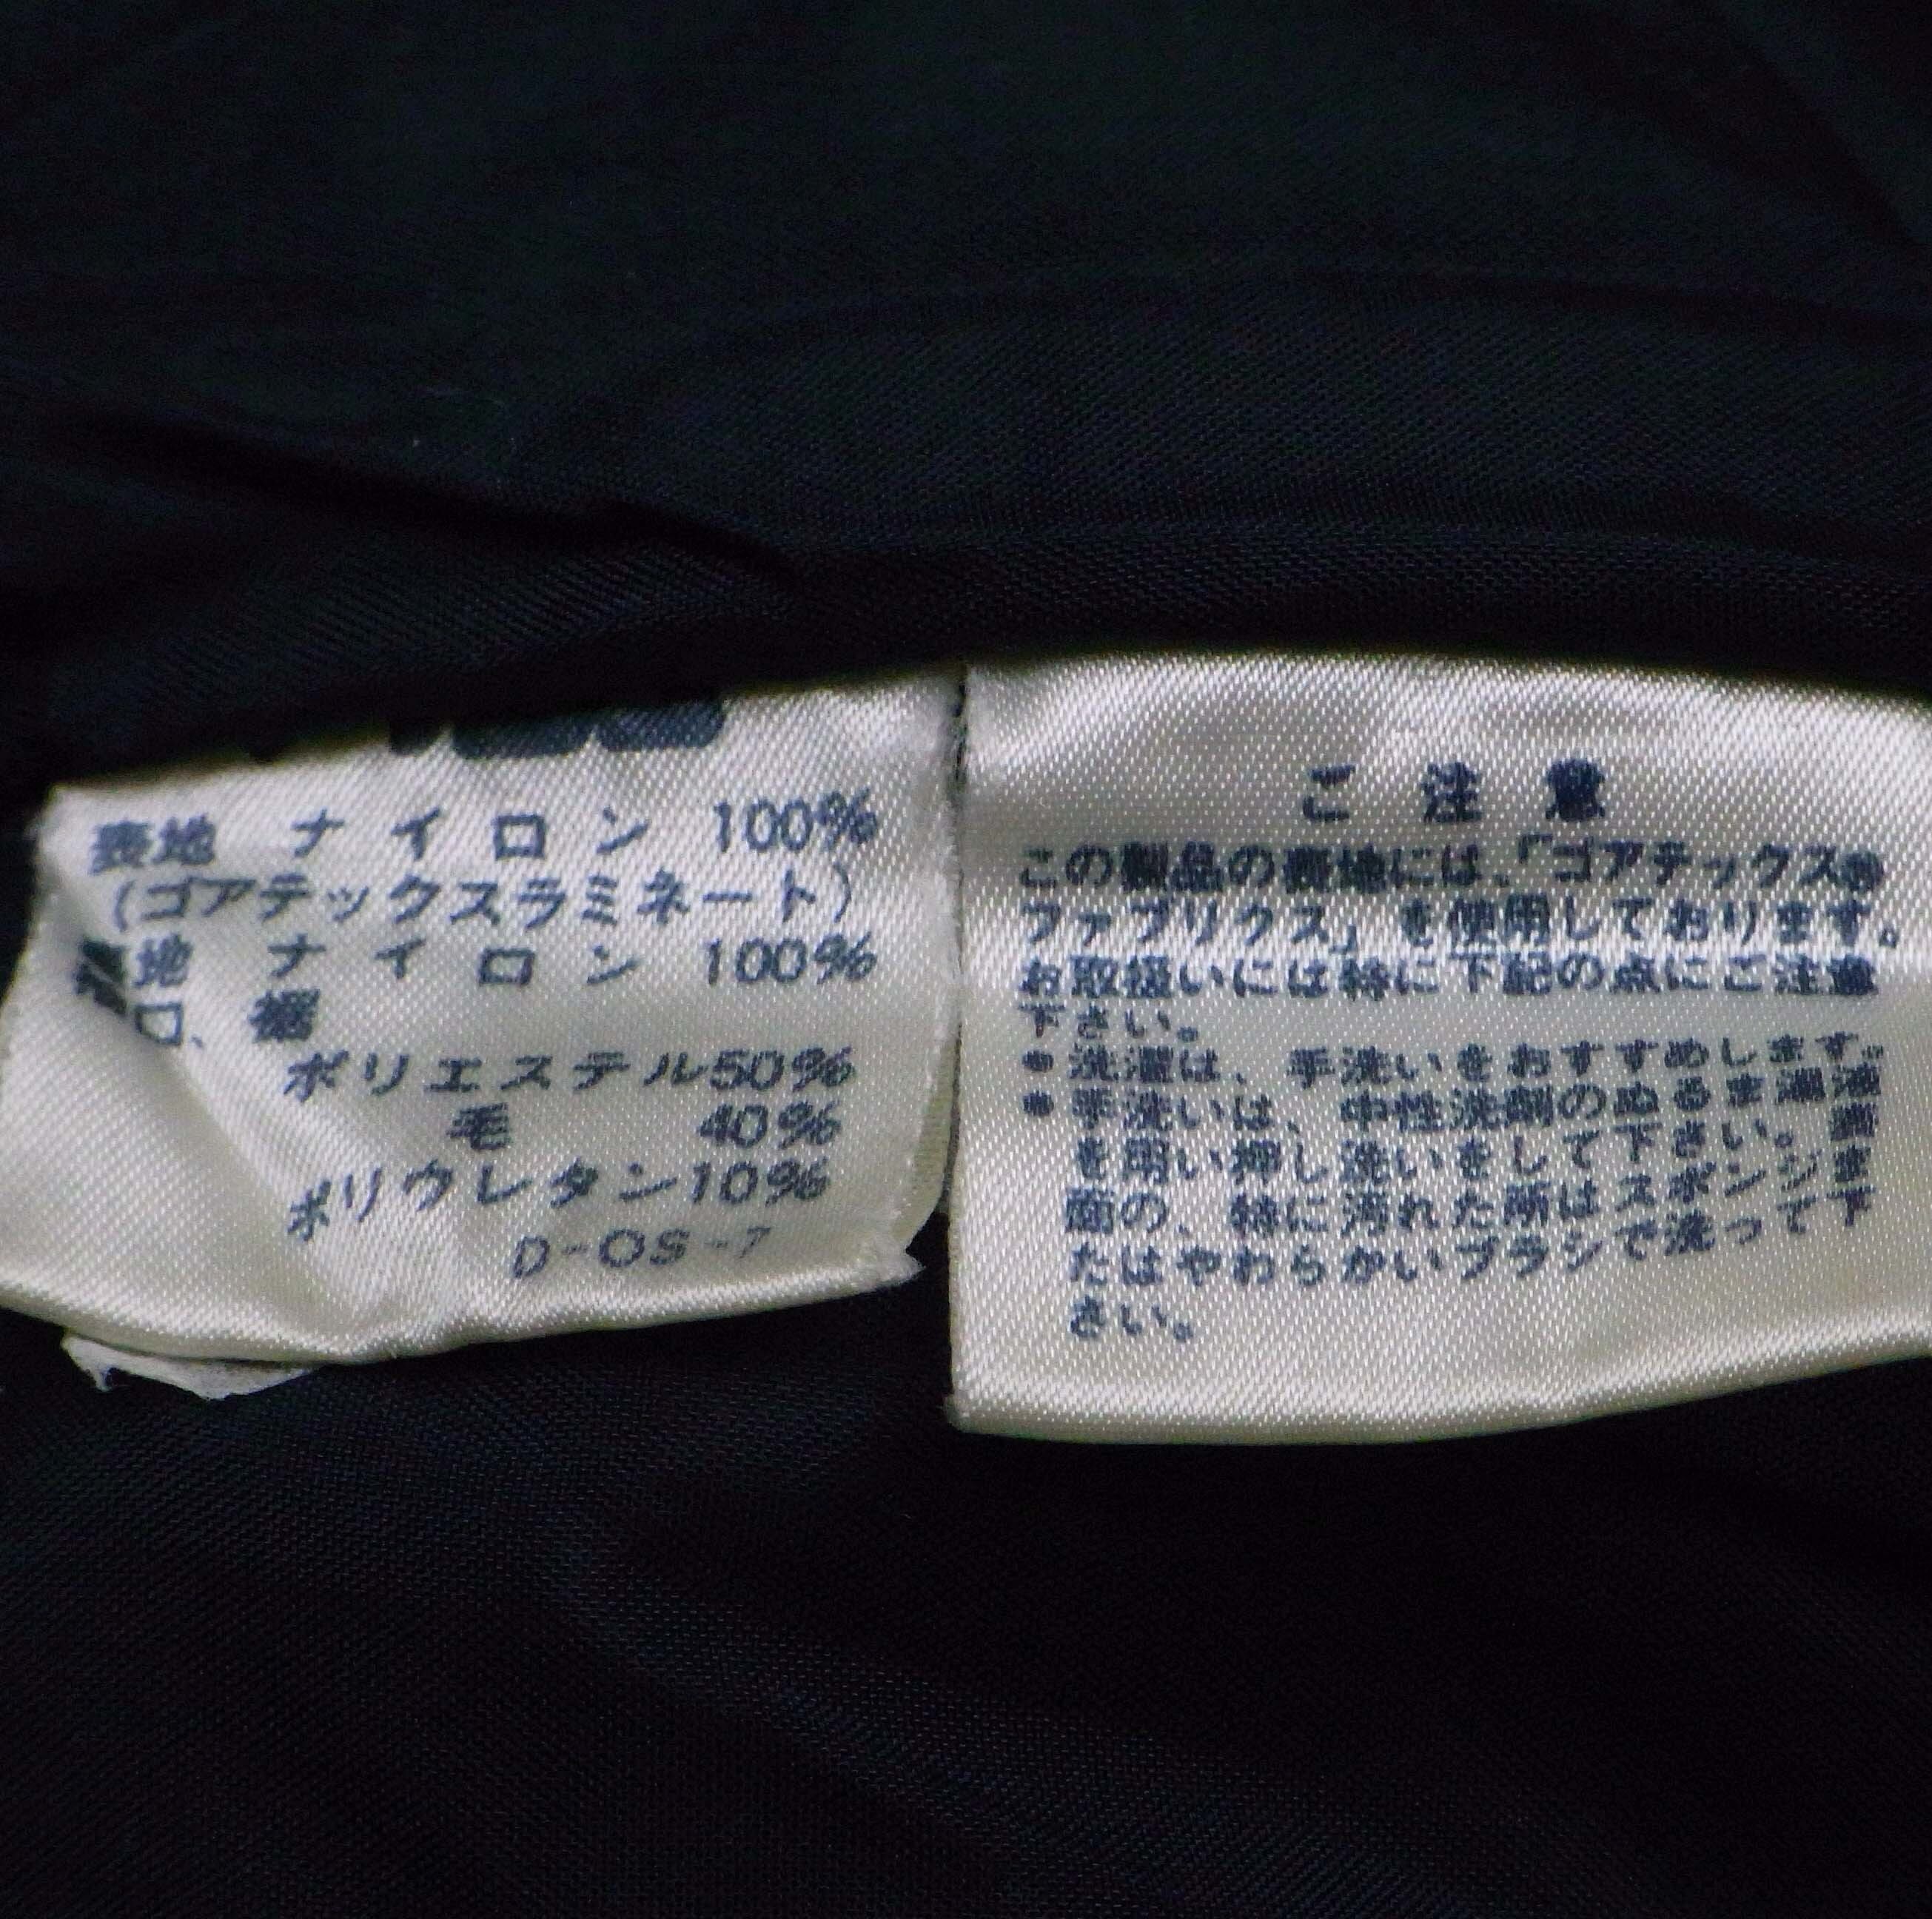 表地 ナイロン 100%
(ゴアテックスラミネート)
裏地 ナイロン 100%
口、裾
ポリエステル50%
毛 40%
ポリウレタン10%
D-OS-7
ご注意
この製品の表地には、「ゴアテックス®
ファブリクス」を使用しております。
お取扱いには特に下記の点にご注意
下さい。
●洗濯は、手洗いをおすすめします。
●手洗いは、中性洗剤のぬるま湯溶液
を用い押し洗いをして下さい。裏
面の、特に汚れた所はスポンジま
たはやわらかいブラシで洗って下
さい。